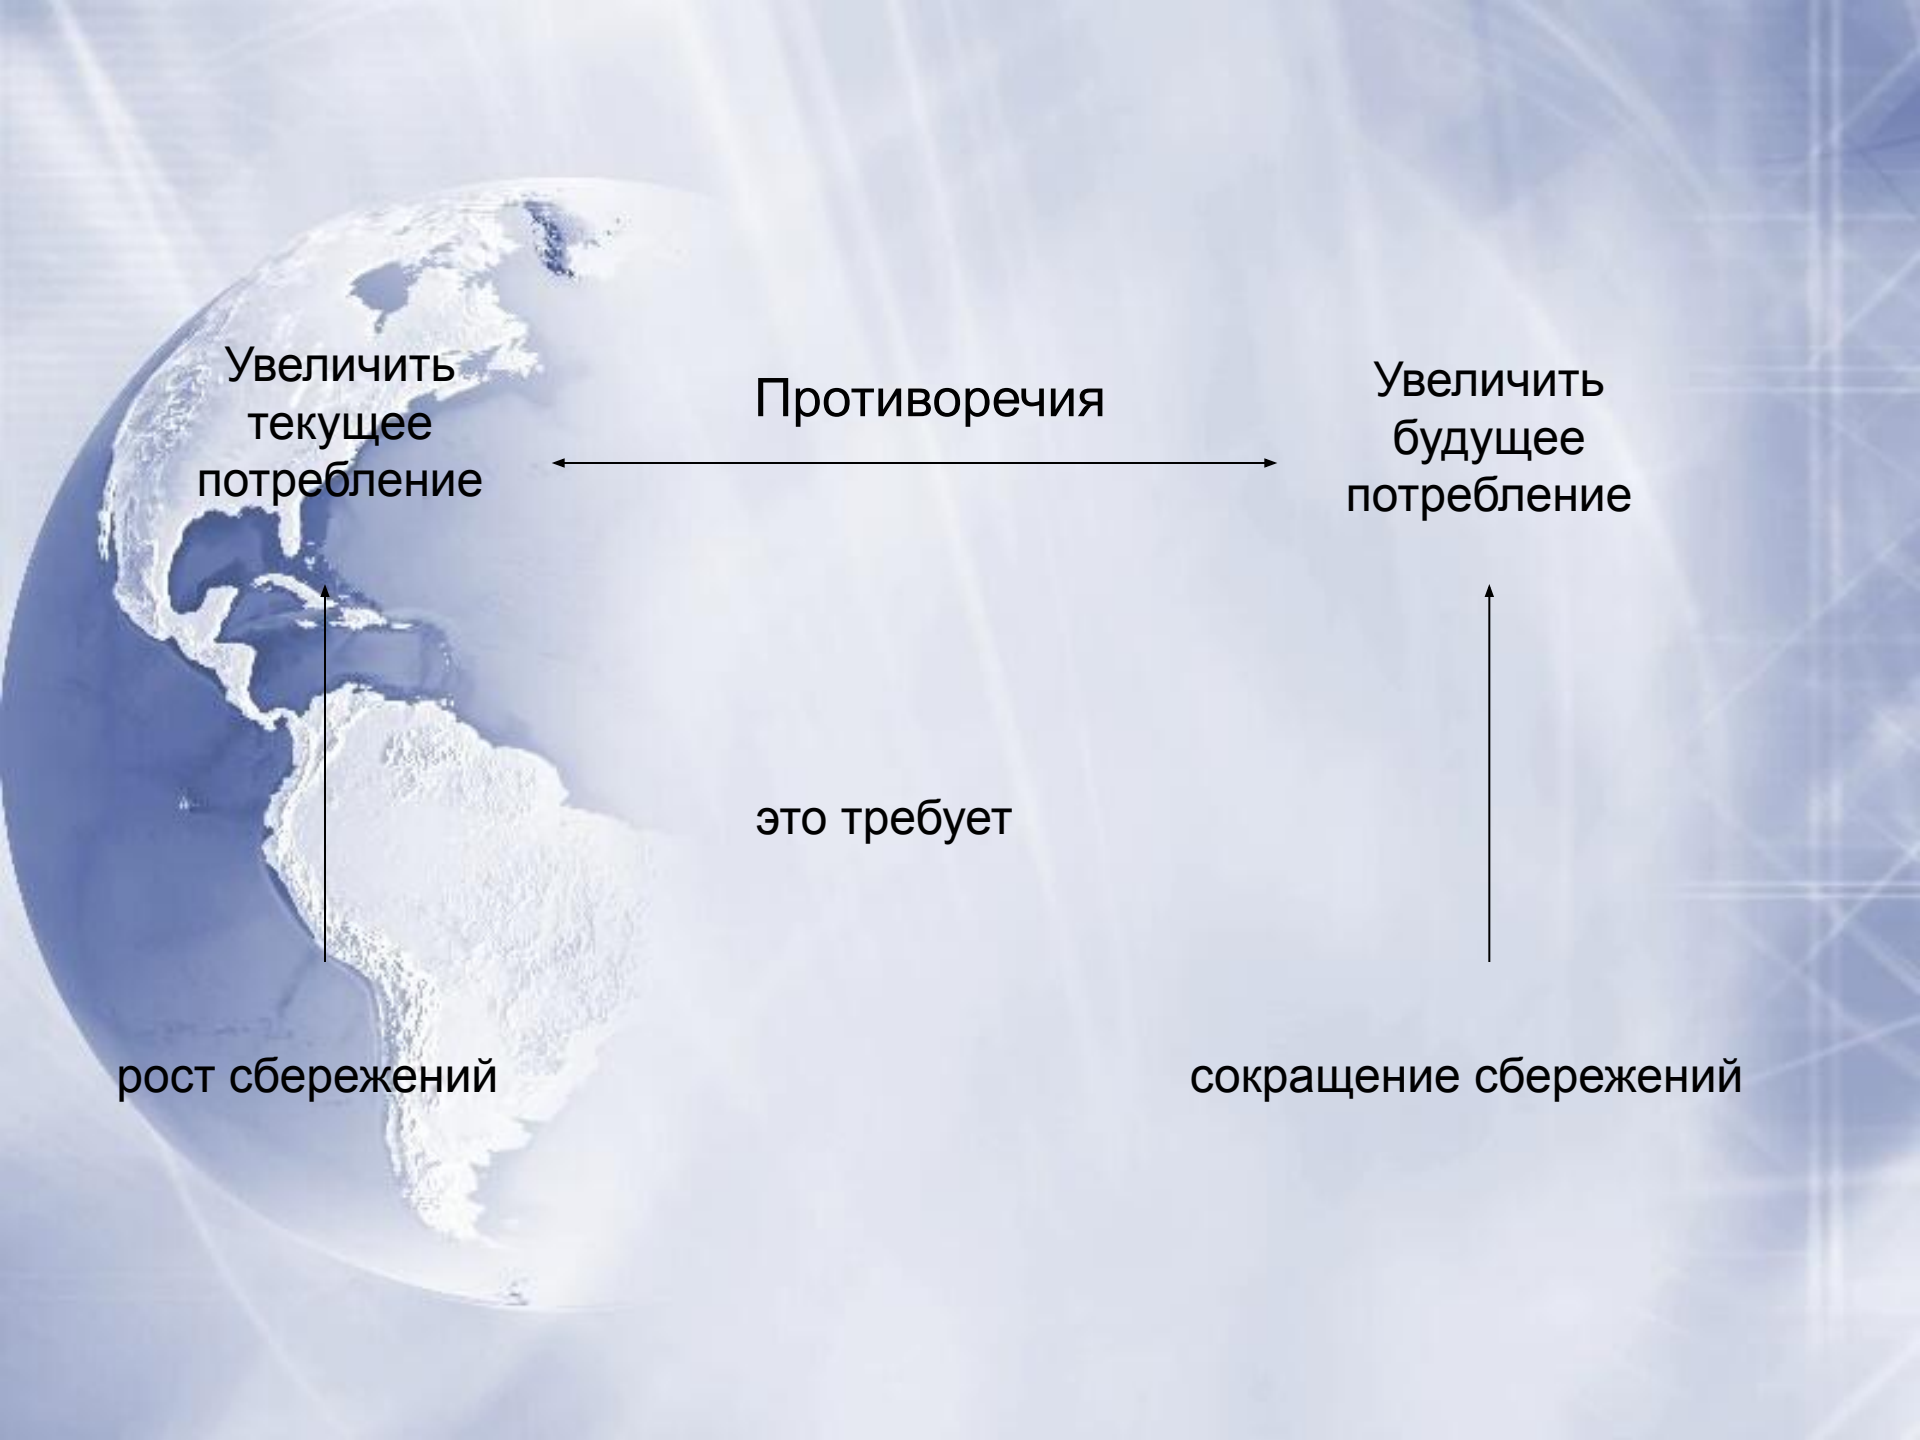 Увеличить
текущее
потребление
Противоречия
Увеличить
будущее
потребление
это требует
рост сбережений
сокращение сбережений